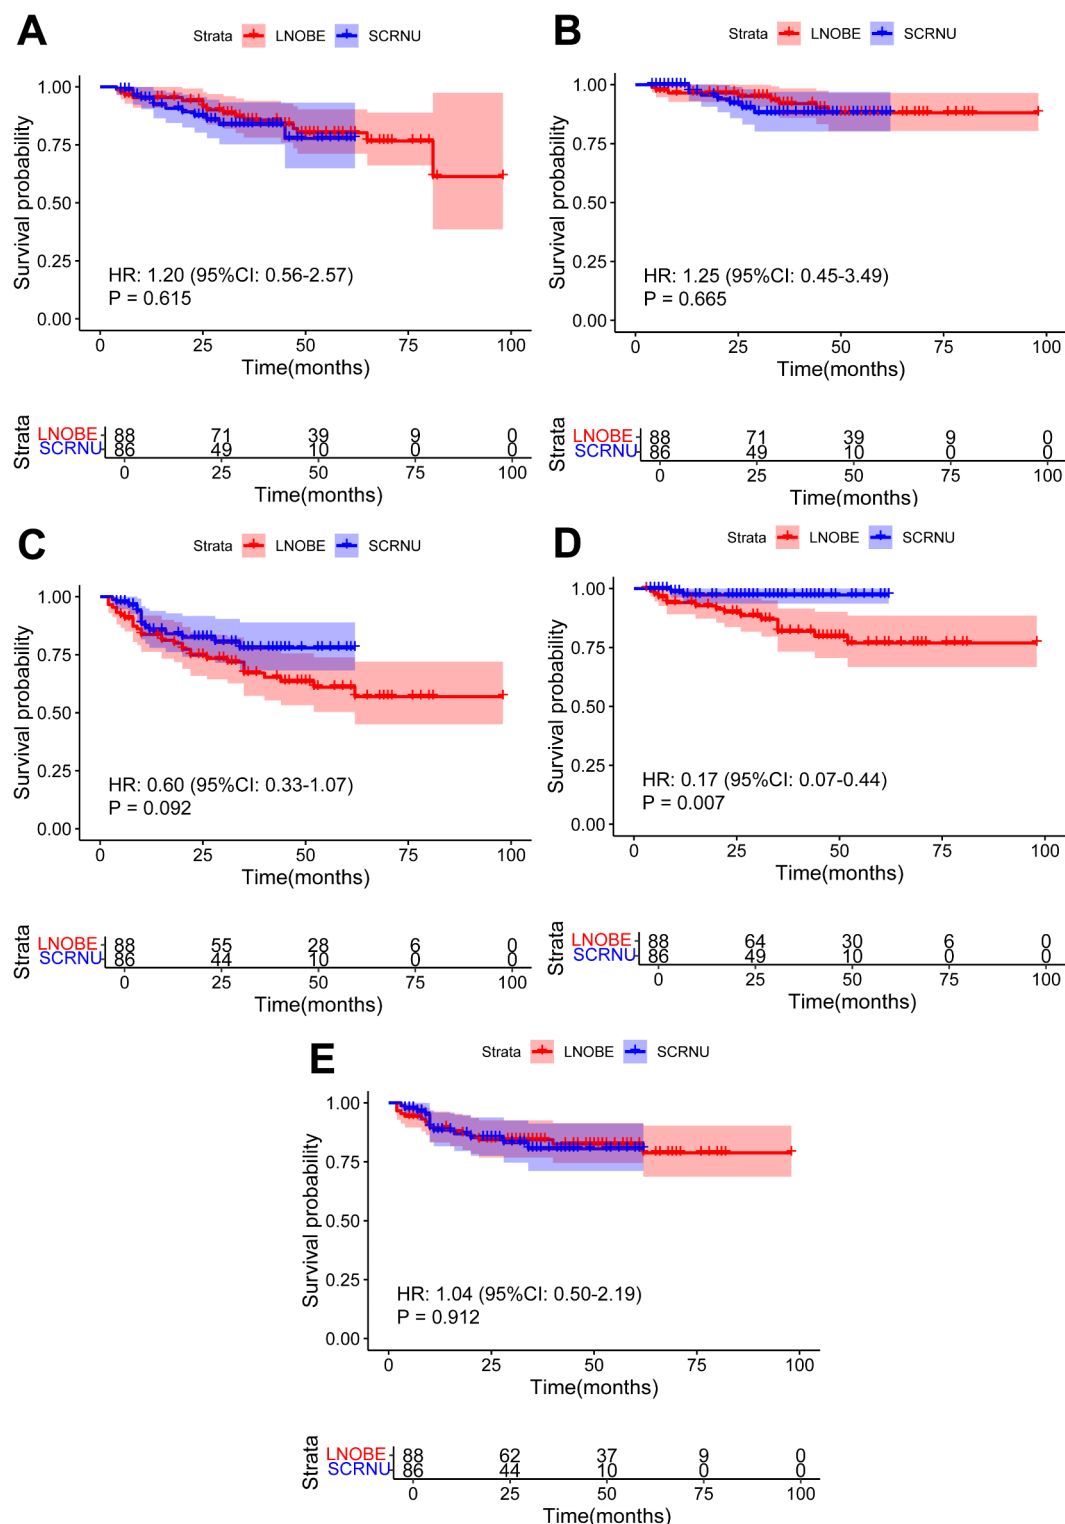 A
Strata LNOBE SCRNU
Survival probability
1.00
0.75
0.50
0.25
0.00
HR: 1.20 (95%CI: 0.56-2.57)
P = 0.615
0 25 50 75 100
Time(months)
Strata
LNOBE 88 71 39 9 0
SCRNU 86 49 10 0 0
0 25 50 75 100
Time(months)
B
Strata LNOBE SCRNU
Survival probability
1.00
0.75
0.50
0.25
0.00
HR: 1.25 (95%CI: 0.45-3.49)
P = 0.665
0 25 50 75 100
Time(months)
Strata
LNOBE 88 71 39 9 0
SCRNU 86 49 10 0 0
0 25 50 75 100
Time(months)
C
Strata LNOBE SCRNU
Survival probability
1.00
0.75
0.50
0.25
0.00
HR: 0.60 (95%CI: 0.33-1.07)
P = 0.092
0 25 50 75 100
Time(months)
Strata
LNOBE 88 55 28 6 0
SCRNU 86 44 10 0 0
0 25 50 75 100
Time(months)
D
Strata LNOBE SCRNU
Survival probability
1.00
0.75
0.50
0.25
0.00
HR: 0.17 (95%CI: 0.07-0.44)
P = 0.007
0 25 50 75 100
Time(months)
Strata
LNOBE 88 64 30 6 0
SCRNU 86 49 10 0 0
0 25 50 75 100
Time(months)
E
Strata LNOBE SCRNU
Survival probability
1.00
0.75
0.50
0.25
0.00
HR: 1.04 (95%CI: 0.50-2.19)
P = 0.912
0 25 50 75 100
Time(months)
Strata
LNOBE 88 62 37 9 0
SCRNU 86 44 10 0 0
0 25 50 75 100
Time(months)